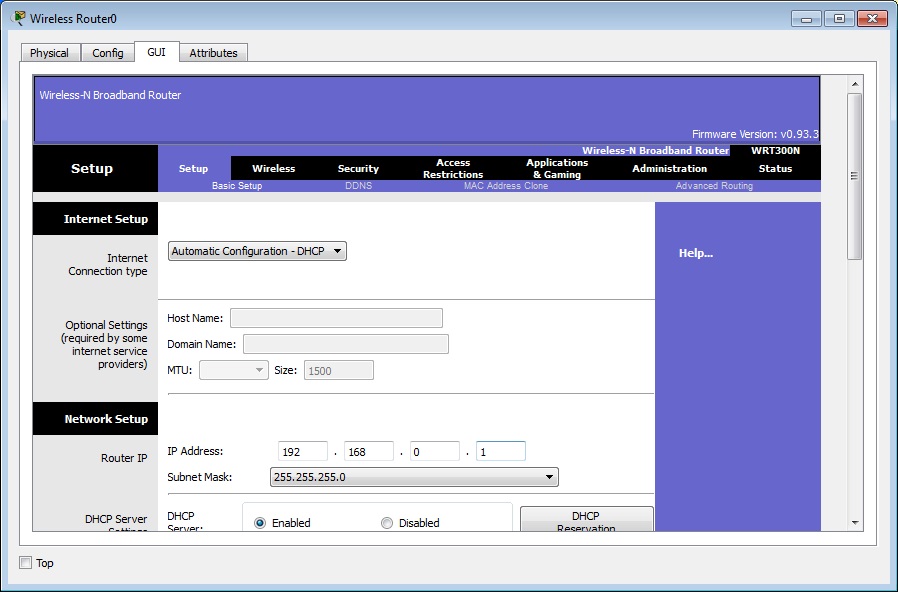 Wireless Router0
Physical Config GUI Attributes
Wireless-N Broadband Router
Firmware Version: v0.93.3
Wireless-N Broadband Router WRT300N
Setup
Setup Wireless Security Access Restrictions Applications & Gaming Administration Status
Basic Setup DDNS MAC Address Clone Advanced Routing
Internet Setup
Internet
Connection type
Automatic Configuration - DHCP
Help...
Optional Settings
(required by some
internet service
providers)
Host Name:
Domain Name:
MTU: Size: 1500
Network Setup
Router IP
IP Address: 192 . 168 . 0 . 1
Subnet Mask: 255.255.255.0
DHCP Server
Settings
DHCP
Server:
Enabled Disabled
DHCP
Reservation
Top